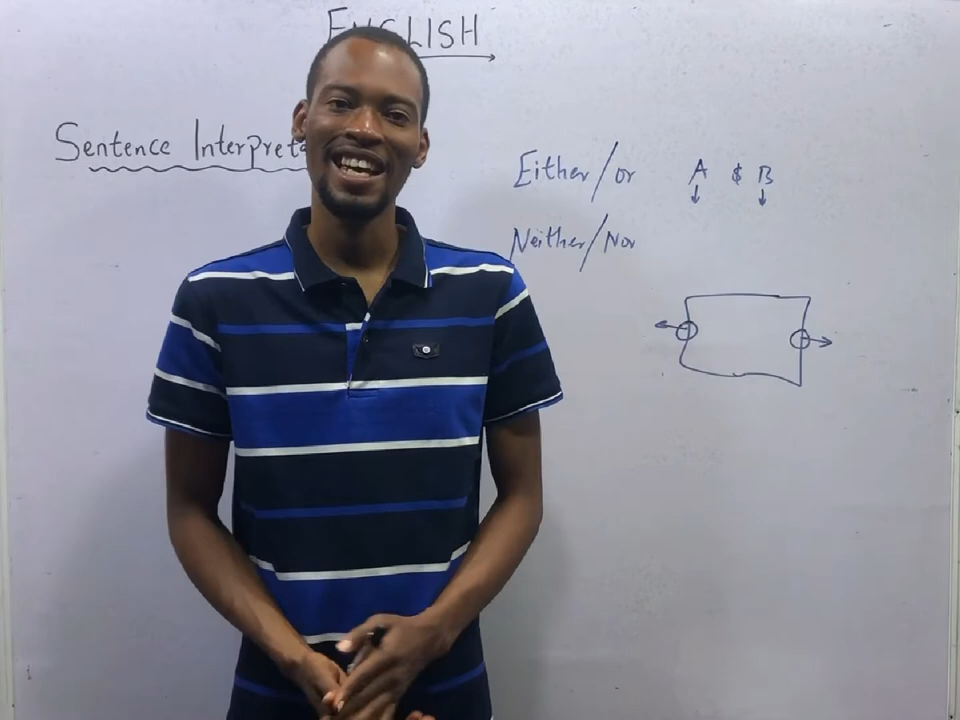 ENGLISH
Sentence Interpreta
Either/or A & B
Neither/Nor